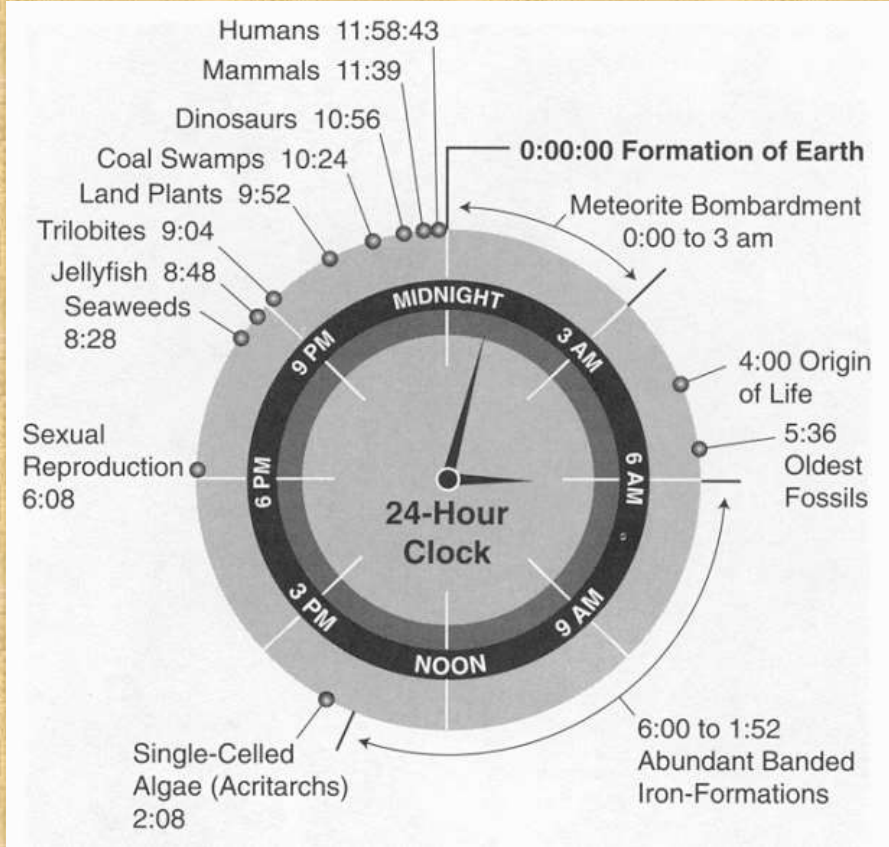 Humans 11:58:43
Mammals 11:39
Dinosaurs 10:56
Coal Swamps 10:24
Land Plants 9:52
Trilobites 9:04
Jellyfish 8:48
Seaweeds
8:28
Sexual
Reproduction
6:08
Single-Celled
Algae (Acritarchs)
2:08
0:00:00 Formation of Earth
Meteorite Bombardment
0:00 to 3 am
4:00 Origin
of Life
5:36
Oldest
Fossils
6:00 to 1:52
Abundant Banded
Iron-Formations
MIDNIGHT
3 AM
6 AM
9 AM
NOON
3 PM
6 PM
9 PM
24-Hour
Clock